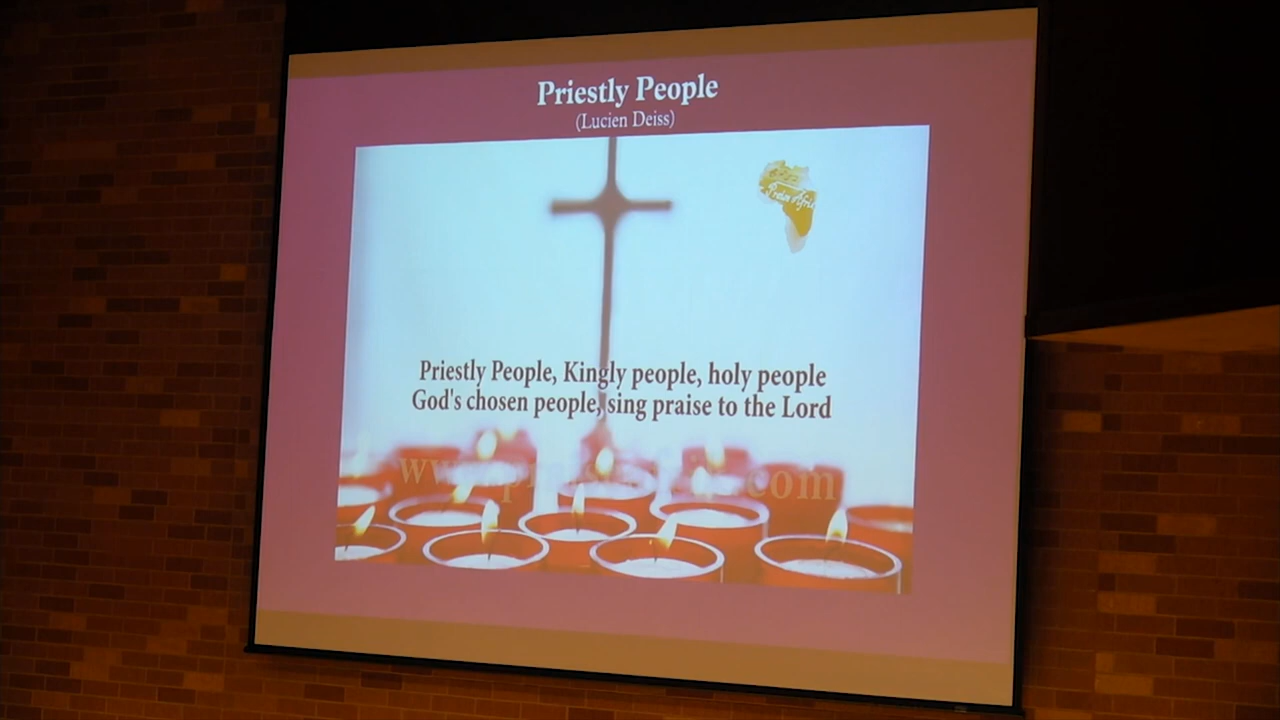 Priestly People
(Lucien Deiss)
Priestly People, Kingly people, holy people
God's chosen people, sing praise to the Lord